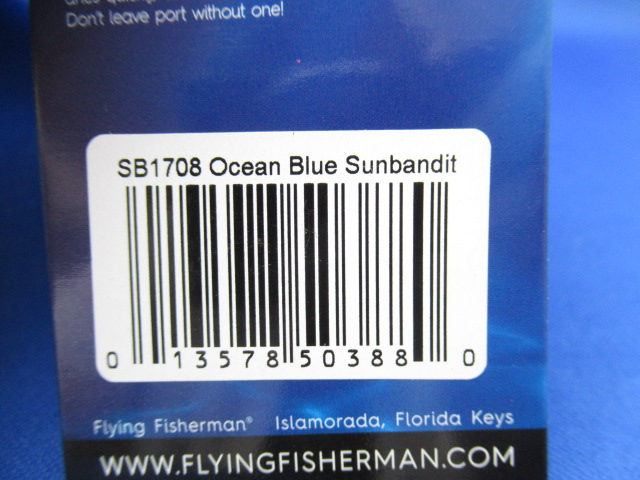 Don't leave port without one!
SB1708 Ocean Blue Sunbandit
0 13578 50388 0
Flying Fisherman® Islamorada, Florida Keys
WWW.FLYINGFISHERMAN.COM